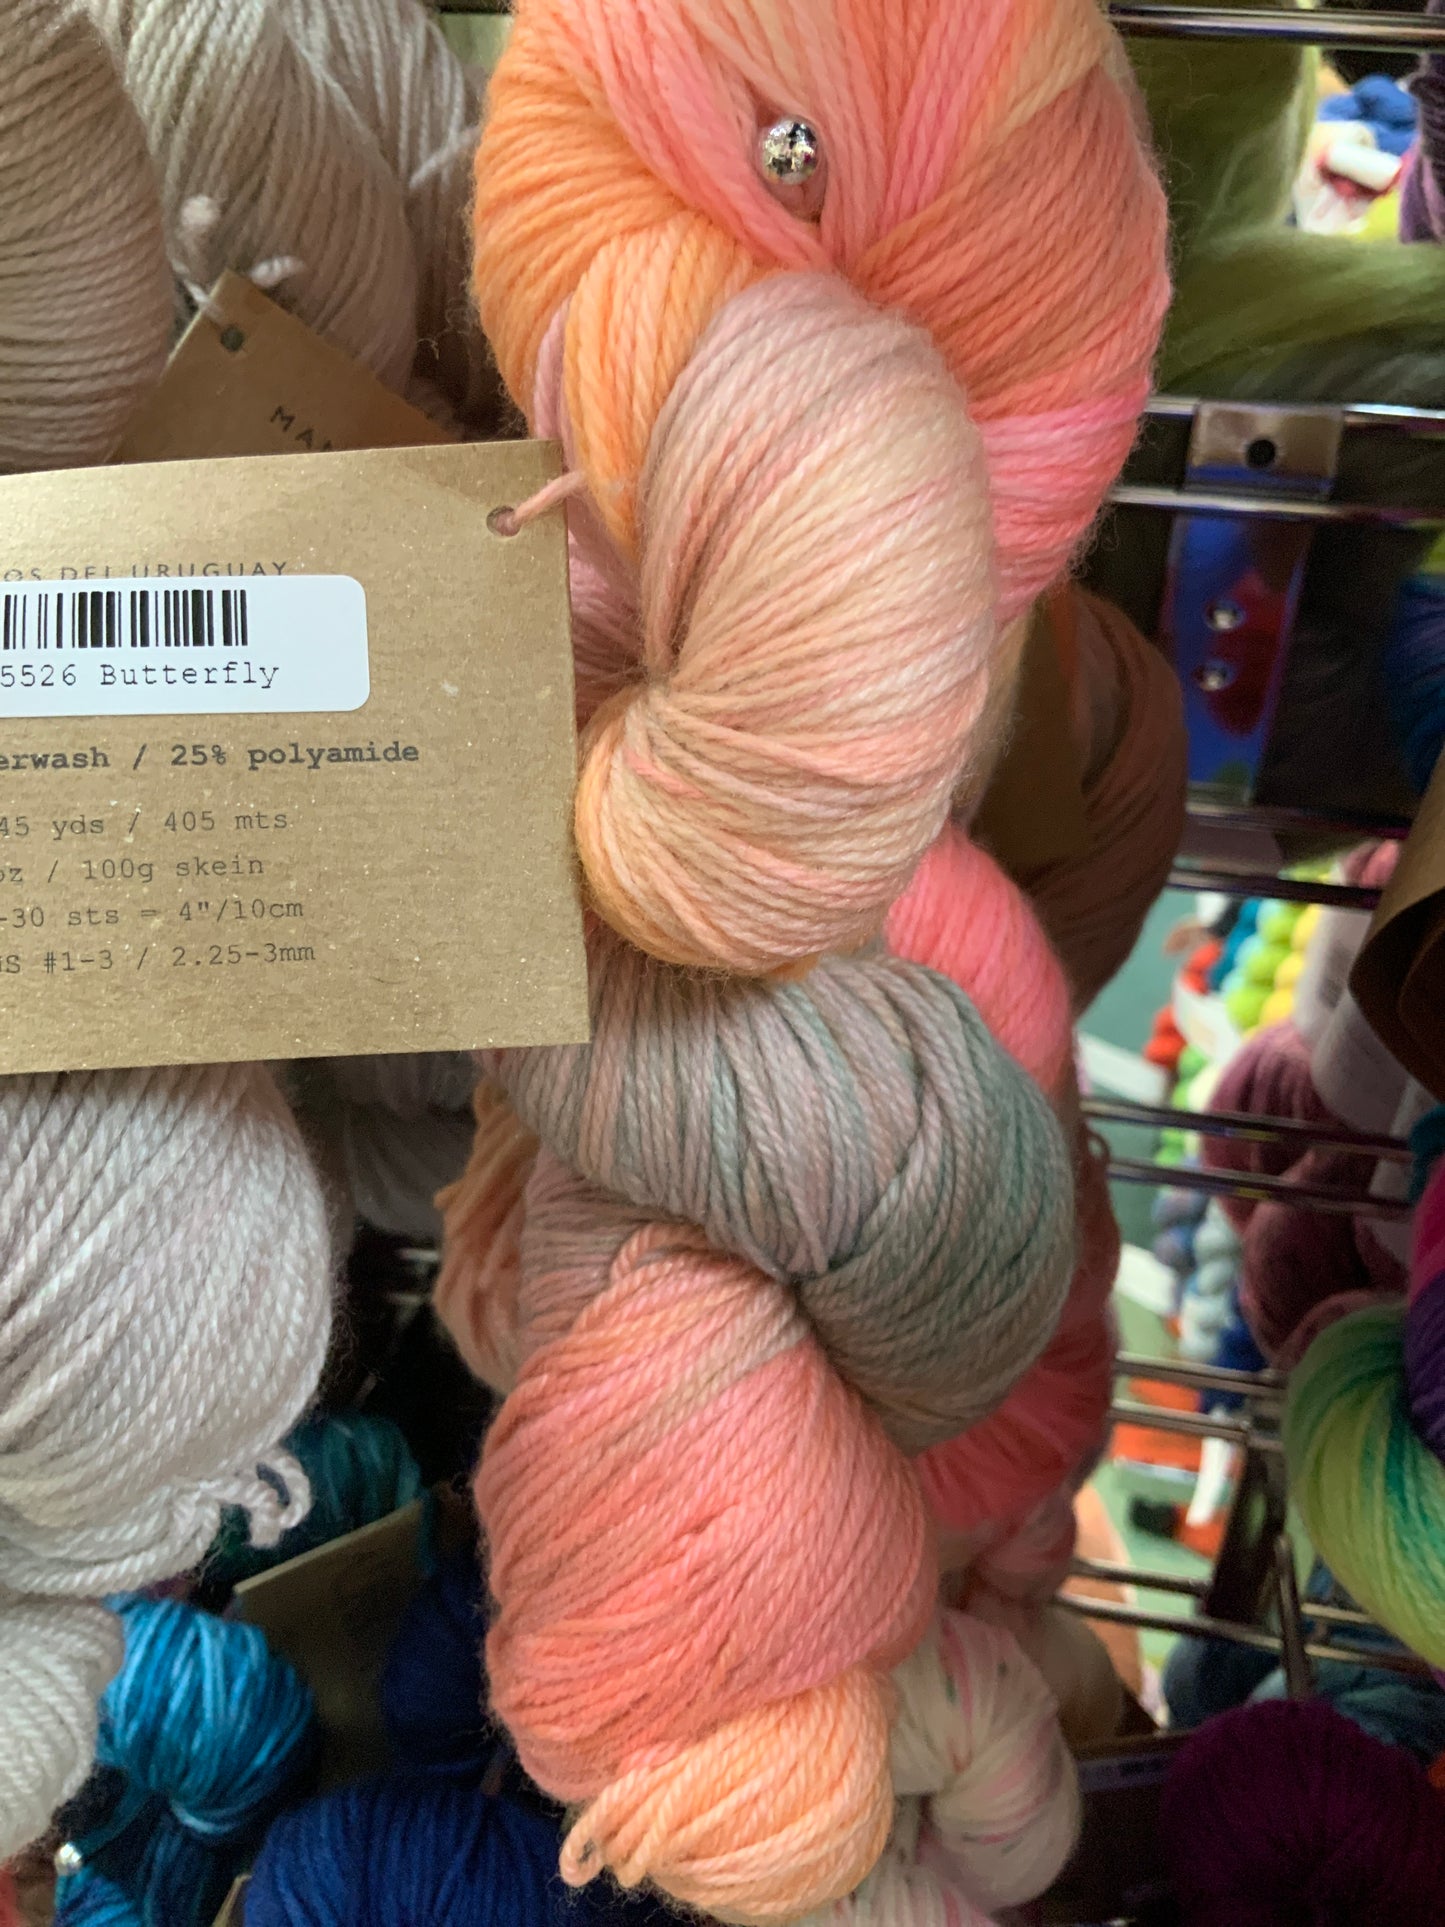 MAN
OS DEL URUGUAY
5526 Butterfly
erwash / 25% polyamide
45 yds / 405 mts
oz / 100g skein
-30 sts = 4"/10cm
#1-3 / 2.25-3mm